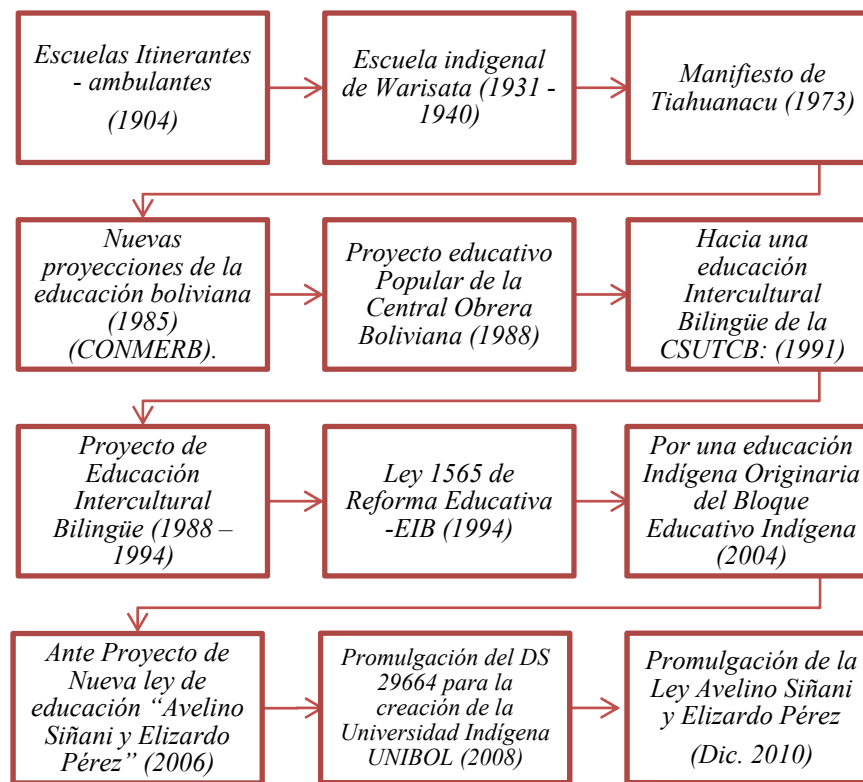 Escuelas Itinerantes
- ambulantes
(1904)
Escuela indigenal
de Warisata (1931 -
1940)
Manifiesto de
Tiahuanacu (1973)
Nuevas
proyecciones de la
educación boliviana
(1985)
(CONMERB).
Proyecto educativo
Popular de la
Central Obrera
Boliviana (1988)
Hacia una
educación
Intercultural
Bilingüe de la
CSUTCB: (1991)
Proyecto de
Educación
Intercultural
Bilingüe (1988 –
1994)
Ley 1565 de
Reforma Educativa
-EIB (1994)
Por una educación
Indígena Originaria
del Bloque
Educativo Indígena
(2004)
Ante Proyecto de
Nueva ley de
educación “Avelino
Siñani y Elizardo
Pérez” (2006)
Promulgación del DS
29664 para la
creación de la
Universidad Indígena
UNIBOL (2008)
Promulgación de la
Ley Avelino Siñani
y Elizardo Pérez
(Dic. 2010)